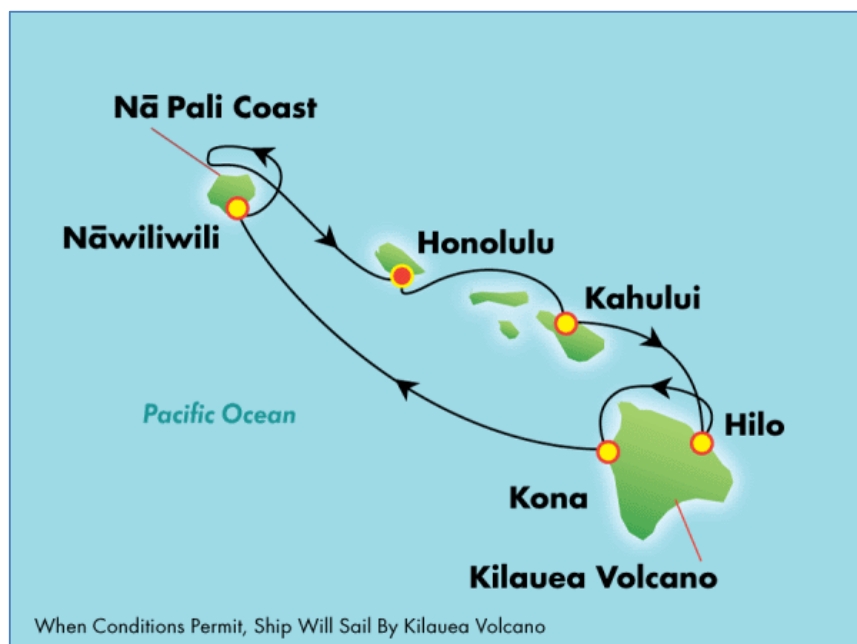 Nā Pali Coast
Nāwiliwili
Honolulu
Kahului
Pacific Ocean
Hilo
Kona
Kilauea Volcano
When Conditions Permit, Ship Will Sail By Kilauea Volcano